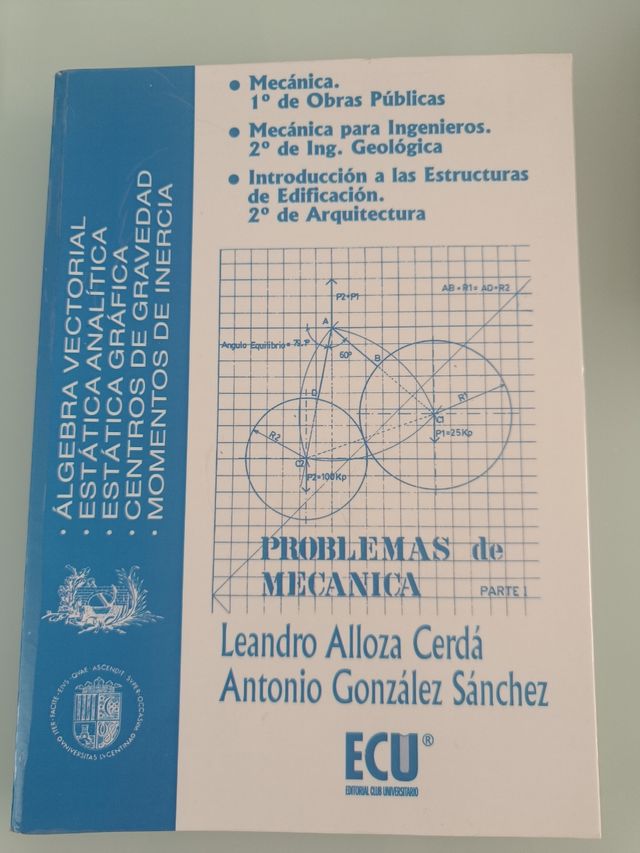 • Mecánica.
1º de Obras Públicas
• Mecánica para Ingenieros.
2º de Ing. Geológica
• Introducción a las Estructuras
de Edificación.
2º de Arquitectura
· ÁLGEBRA VECTORIAL
· ESTÁTICA ANALÍTICA
· ESTÁTICA GRÁFICA
· CENTROS DE GRAVEDAD
· MOMENTOS DE INERCIA
AB+R1=AD+R2
P2+P1
A
Angulo Equilibrio=
60º
B
D
R1
C1
P1=25Kp
R2
C2
P2=100Kp
PROBLEMAS de
MECANICA
PARTE I
Leandro Alloza Cerdá
Antonio González Sánchez
ECU®
EDITORIAL CLUB UNIVERSITARIO